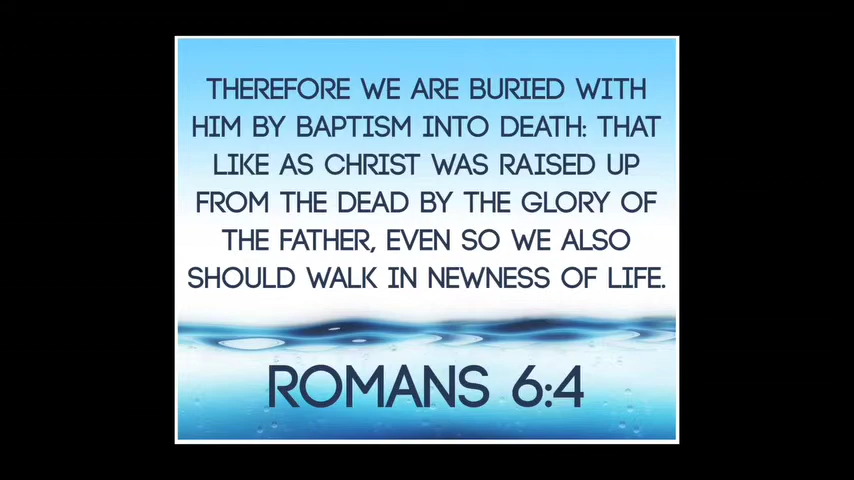 THEREFORE WE ARE BURIED WITH
HIM BY BAPTISM INTO DEATH: THAT
LIKE AS CHRIST WAS RAISED UP
FROM THE DEAD BY THE GLORY OF
THE FATHER, EVEN SO WE ALSO
SHOULD WALK IN NEWNESS OF LIFE.
ROMANS 6:4